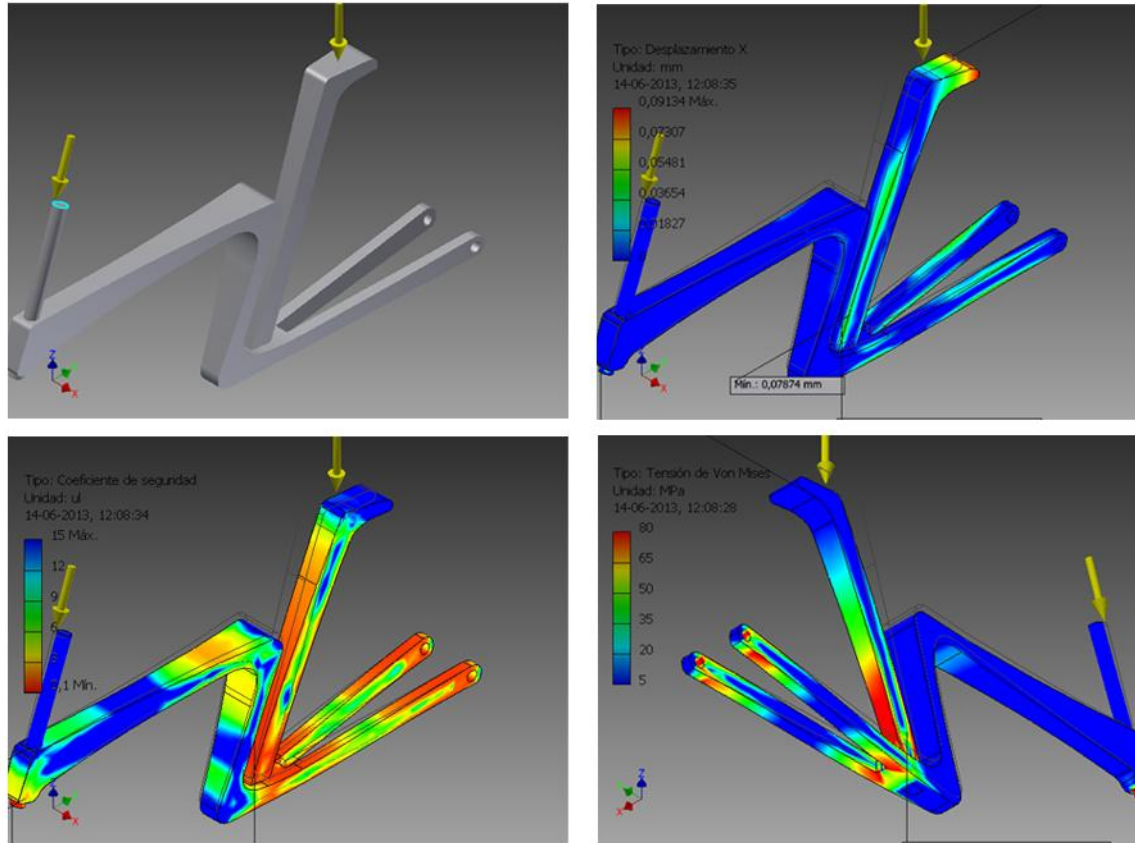 Z
Y
X
Tipo: Desplazamiento X
Unidad: mm
14-06-2013, 12:08:35
0,09134 Máx.
0,07307
0,05481
0,03654
0,01827
Mín.: 0,07874 mm
Z
Y
X
Tipo: Coeficiente de seguridad
Unidad: ul
14-06-2013, 12:08:34
15 Máx.
12
9
Mín.
Z
Y
X
Tipo: Tensión de Von Mises
Unidad: MPa
14-06-2013, 12:08:28
80
65
50
35
20
5
Z
Y
X